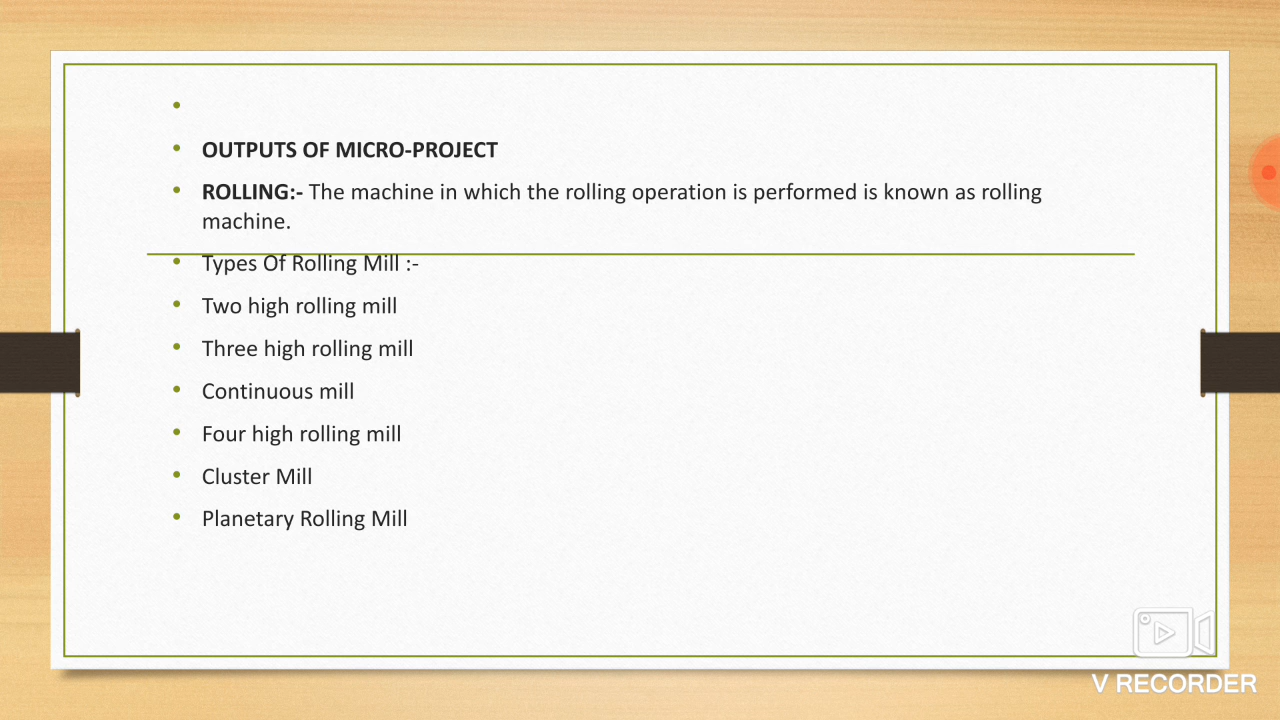 OUTPUTS OF MICRO-PROJECT
ROLLING:- The machine in which the rolling operation is performed is known as rolling
machine.
Types Of Rolling Mill :-
Two high rolling mill
Three high rolling mill
Continuous mill
Four high rolling mill
Cluster Mill
Planetary Rolling Mill
V RECORDER